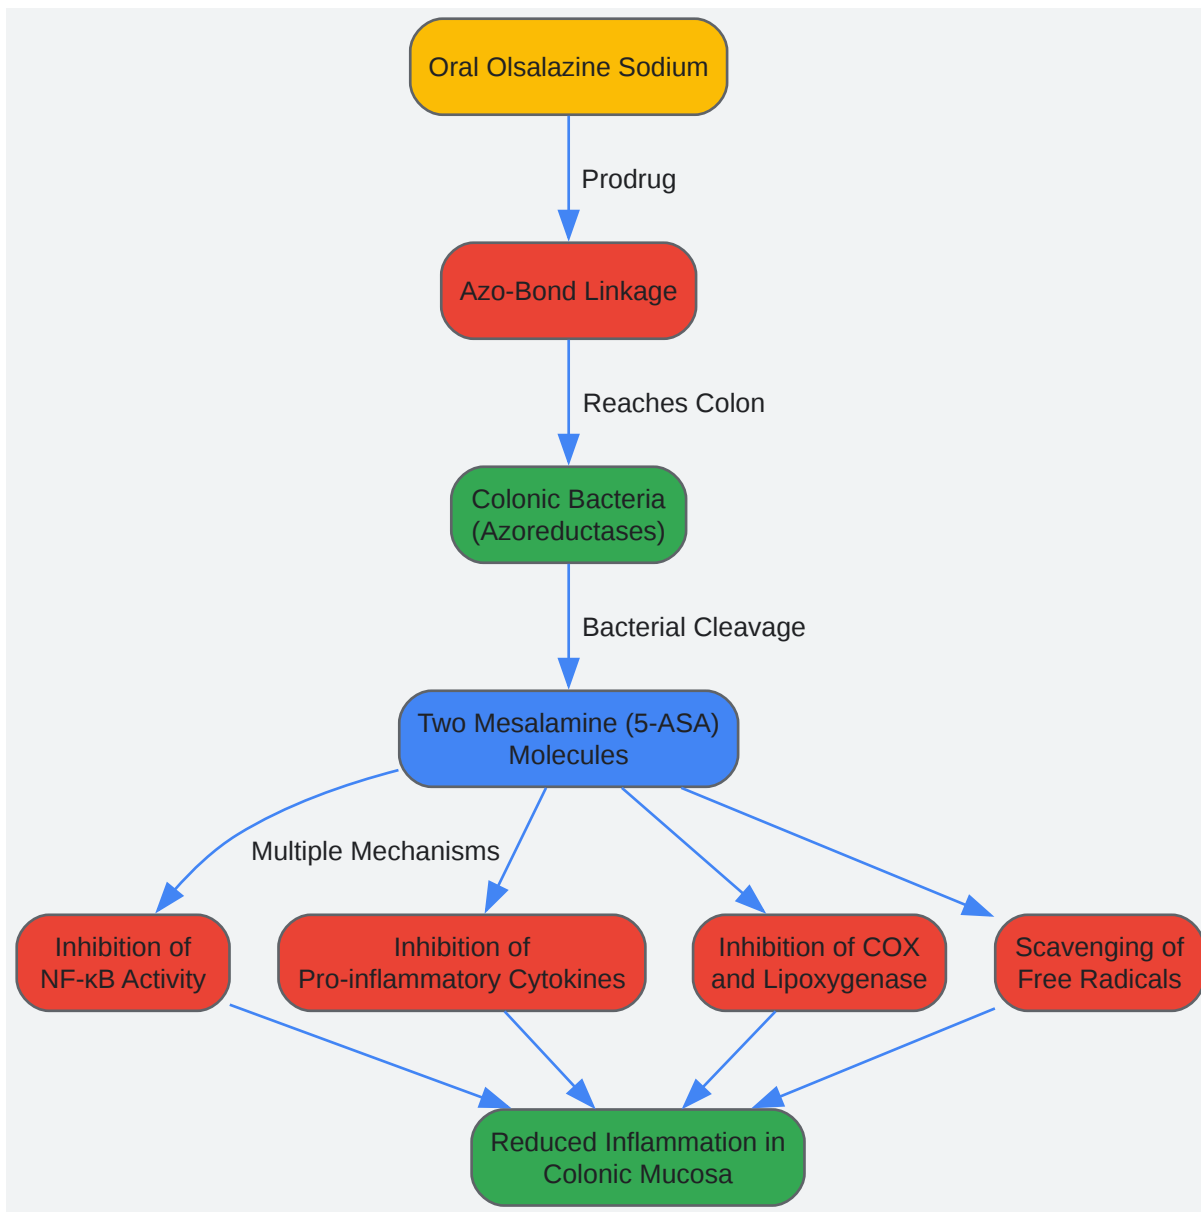 Oral Olsalazine Sodium
Prodrug
Azo-Bond Linkage
Reaches Colon
Colonic Bacteria
(Azoreductases)
Bacterial Cleavage
Two Mesalamine (5-ASA)
Molecules
Multiple Mechanisms
Inhibition of
NF-κB Activity
Inhibition of
Pro-inflammatory Cytokines
Inhibition of COX
and Lipoxygenase
Scavenging of
Free Radicals
Reduced Inflammation in
Colonic Mucosa